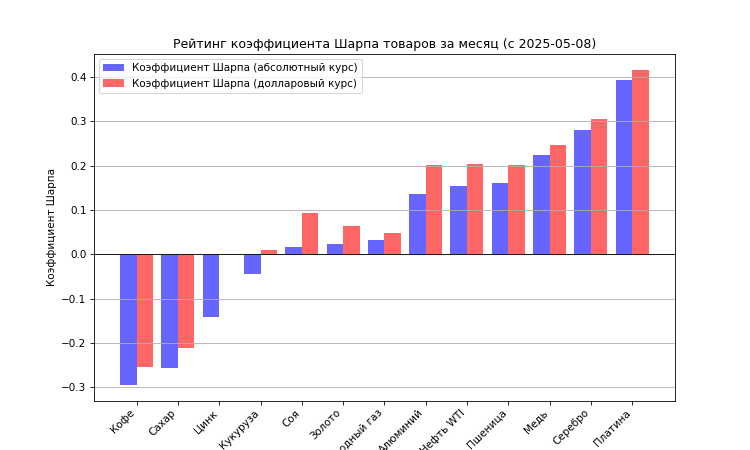 Рейтинг коэффициента Шарпа товаров за месяц (с 2025-05-08)
Коэффициент Шарпа (абсолютный курс)
Коэффициент Шарпа (долларовый курс)
Коэффициент Шарпа
0.4
0.3
0.2
0.1
0.0
−0.1
−0.2
−0.3
Кофе
Сахар
Цинк
Кукуруза
Соя
Золото
одный газ
Алюминий
Нефть WTI
Пшеница
Медь
Серебро
Платина